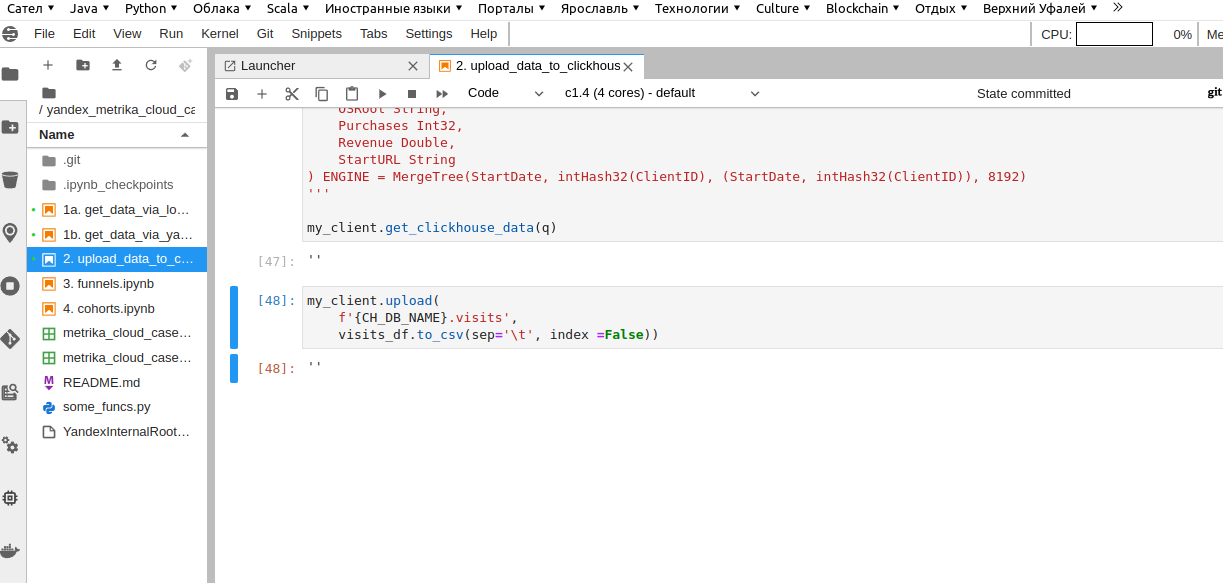 Сател Java Python Облака Scala Иностранные языки Порталы Ярославль Технологии Culture Blockchain Отдых Верхний Уфалей
File Edit View Run Kernel Git Snippets Tabs Settings Help CPU: 0% Me
Launcher 2. upload_data_to_clickhous
Code c1.4 (4 cores) - default State committed git
/ yandex_metrika_cloud_ca
Name
.git
.ipynb_checkpoints
1a. get_data_via_lo...
1b. get_data_via_ya...
2. upload_data_to_c...
3. funnels.ipynb
4. cohorts.ipynb
metrika_cloud_case...
metrika_cloud_case...
README.md
some_funcs.py
YandexInternalRoot...
OSRoot String,
Purchases Int32,
Revenue Double,
StartURL String
) ENGINE = MergeTree(StartDate, intHash32(ClientID), (StartDate, intHash32(ClientID)), 8192)
'''
my_client.get_clickhouse_data(q)
[47]: ''
[48]: my_client.upload(
f'{CH_DB_NAME}.visits',
visits_df.to_csv(sep='\t', index =False))
[48]: ''